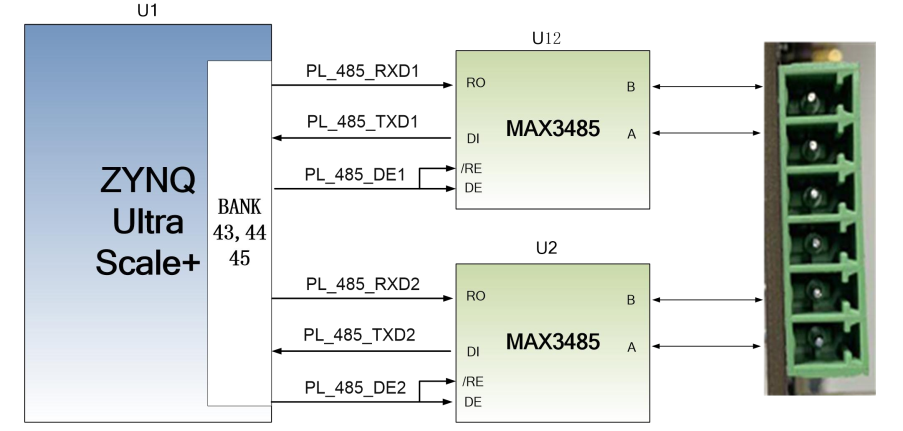 U1
ZYNQ
Ultra
Scale+
BANK
43, 44
45
PL_485_RXD1
PL_485_TXD1
PL_485_DE1
U12
RO
DI
/RE
DE
MAX3485
B
A
PL_485_RXD2
PL_485_TXD2
PL_485_DE2
U2
RO
DI
/RE
DE
MAX3485
B
A